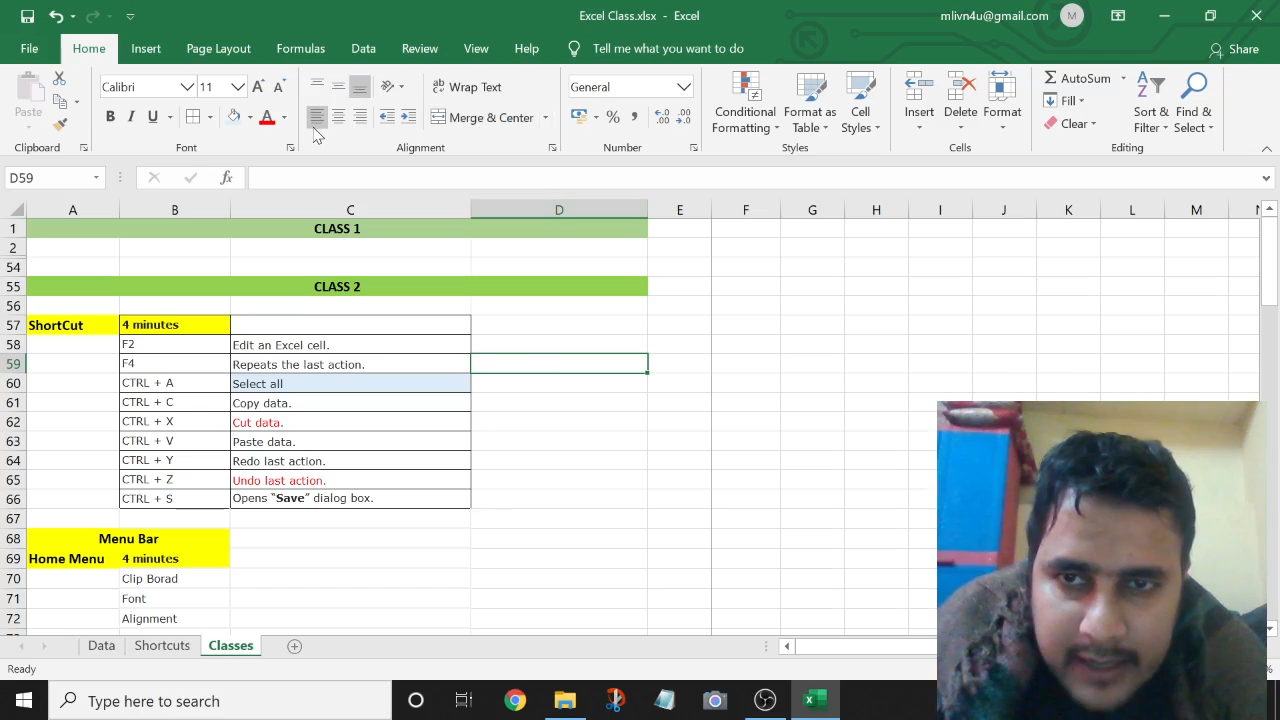 Excel Class.xlsx - Excel
mlivn4u@gmail.com M
File Home Insert Page Layout Formulas Data Review View Help Tell me what you want to do Share
Paste
Clipboard
Calibri 11
B I U A
Font
Wrap Text
Merge & Center
Alignment
General
% ,
Number
Conditional Formatting
Format as Table
Cell Styles
Styles
Insert Delete Format
Cells
AutoSum
Fill
Clear
Sort & Filter
Find & Select
Editing
D59 fx
A B C D E F G H I J K L M
1 CLASS 1
2
54
55 CLASS 2
56
57 ShortCut 4 minutes
58 F2 Edit an Excel cell.
59 F4 Repeats the last action.
60 CTRL + A Select all
61 CTRL + C Copy data.
62 CTRL + X Cut data.
63 CTRL + V Paste data.
64 CTRL + Y Redo last action.
65 CTRL + Z Undo last action.
66 CTRL + S Opens “Save” dialog box.
67
68 Menu Bar
69 Home Menu 4 minutes
70 Clip Borad
71 Font
72 Alignment
Data Shortcuts Classes
Ready
Type here to search